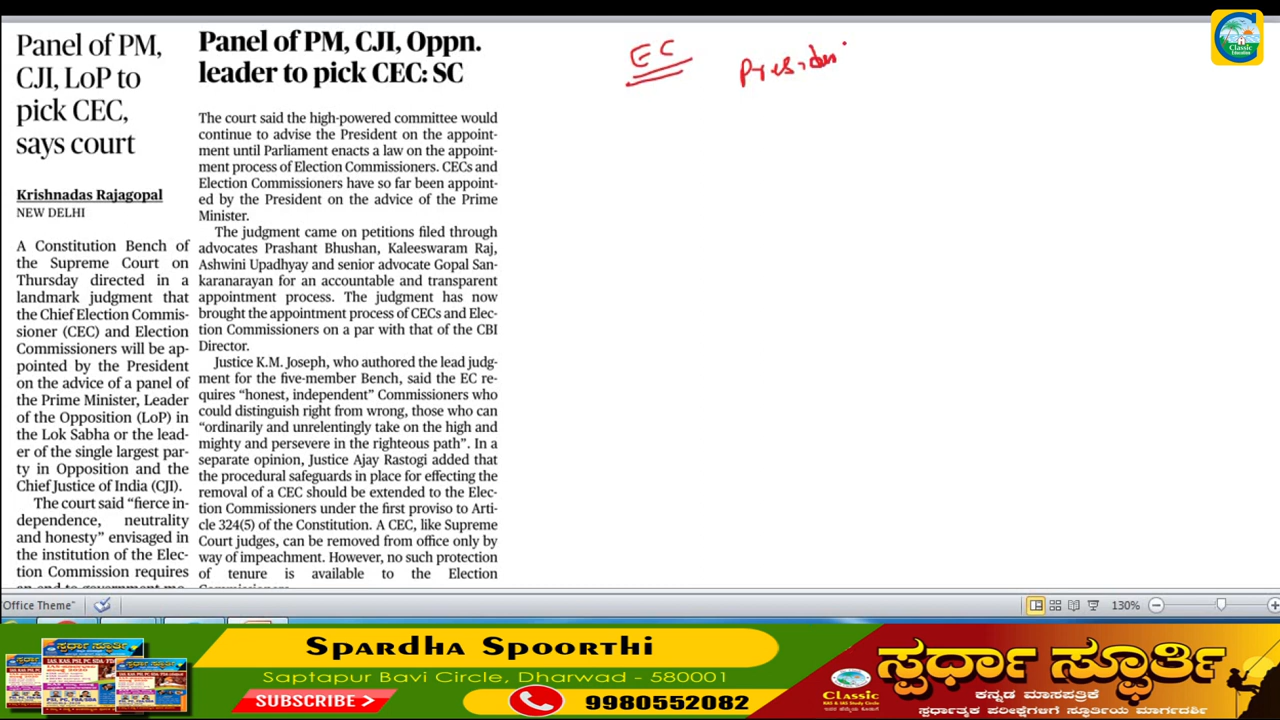 Panel of PM,
CJI, LoP to
pick CEC,
says court
Krishnadas Rajagopal
NEW DELHI
A Constitution Bench of
the Supreme Court on
Thursday directed in a
landmark judgment that
the Chief Election Commis-
sioner (CEC) and Election
Commissioners will be ap-
pointed by the President
on the advice of a panel of
the Prime Minister, Leader
of the Opposition (LoP) in
the Lok Sabha or the lead-
er of the single largest par-
ty in Opposition and the
Chief Justice of India (CJI).
The court said “fierce in-
dependence, neutrality
and honesty” envisaged in
the institution of the Elec-
tion Commission requires
Panel of PM, CJI, Oppn.
leader to pick CEC: SC
The court said the high-powered committee would
continue to advise the President on the appoint-
ment until Parliament enacts a law on the appoint-
ment process of Election Commissioners. CECs and
Election Commissioners have so far been appoint-
ed by the President on the advice of the Prime
Minister.
The judgment came on petitions filed through
advocates Prashant Bhushan, Kaleeswaram Raj,
Ashwini Upadhyay and senior advocate Gopal San-
karanarayan for an accountable and transparent
appointment process. The judgment has now
brought the appointment process of CECs and Elec-
tion Commissioners on a par with that of the CBI
Director.
Justice K.M. Joseph, who authored the lead judg-
ment for the five-member Bench, said the EC re-
quires “honest, independent” Commissioners who
could distinguish right from wrong, those who can
“ordinarily and unrelentingly take on the high and
mighty and persevere in the righteous path”. In a
separate opinion, Justice Ajay Rastogi added that
the procedural safeguards in place for effecting the
removal of a CEC should be extended to the Elec-
tion Commissioners under the first proviso to Arti-
cle 324(5) of the Constitution. A CEC, like Supreme
Court judges, can be removed from office only by
way of impeachment. However, no such protection
of tenure is available to the Election
EC Presiden
Classic
Education
Office Theme"
130%
Spardha Spoorthi
Saptapur Bavi Circle, Dharwad - 580001
SUBSCRIBE
9980552082
ಸ್ಪರ್ಧಾ ಸ್ಫೂರ್ತಿ
Classic
KAS & IAS Study Circle
ಕನ್ನಡ ಮಾಸಪತ್ರಿಕೆ
ಸ್ಪರ್ಧಾತ್ಮಕ ಪರೀಕ್ಷೆಗಳಿಗೆ ಸ್ಫೂರ್ತಿಯ ಮಾರ್ಗದರ್ಶಿ